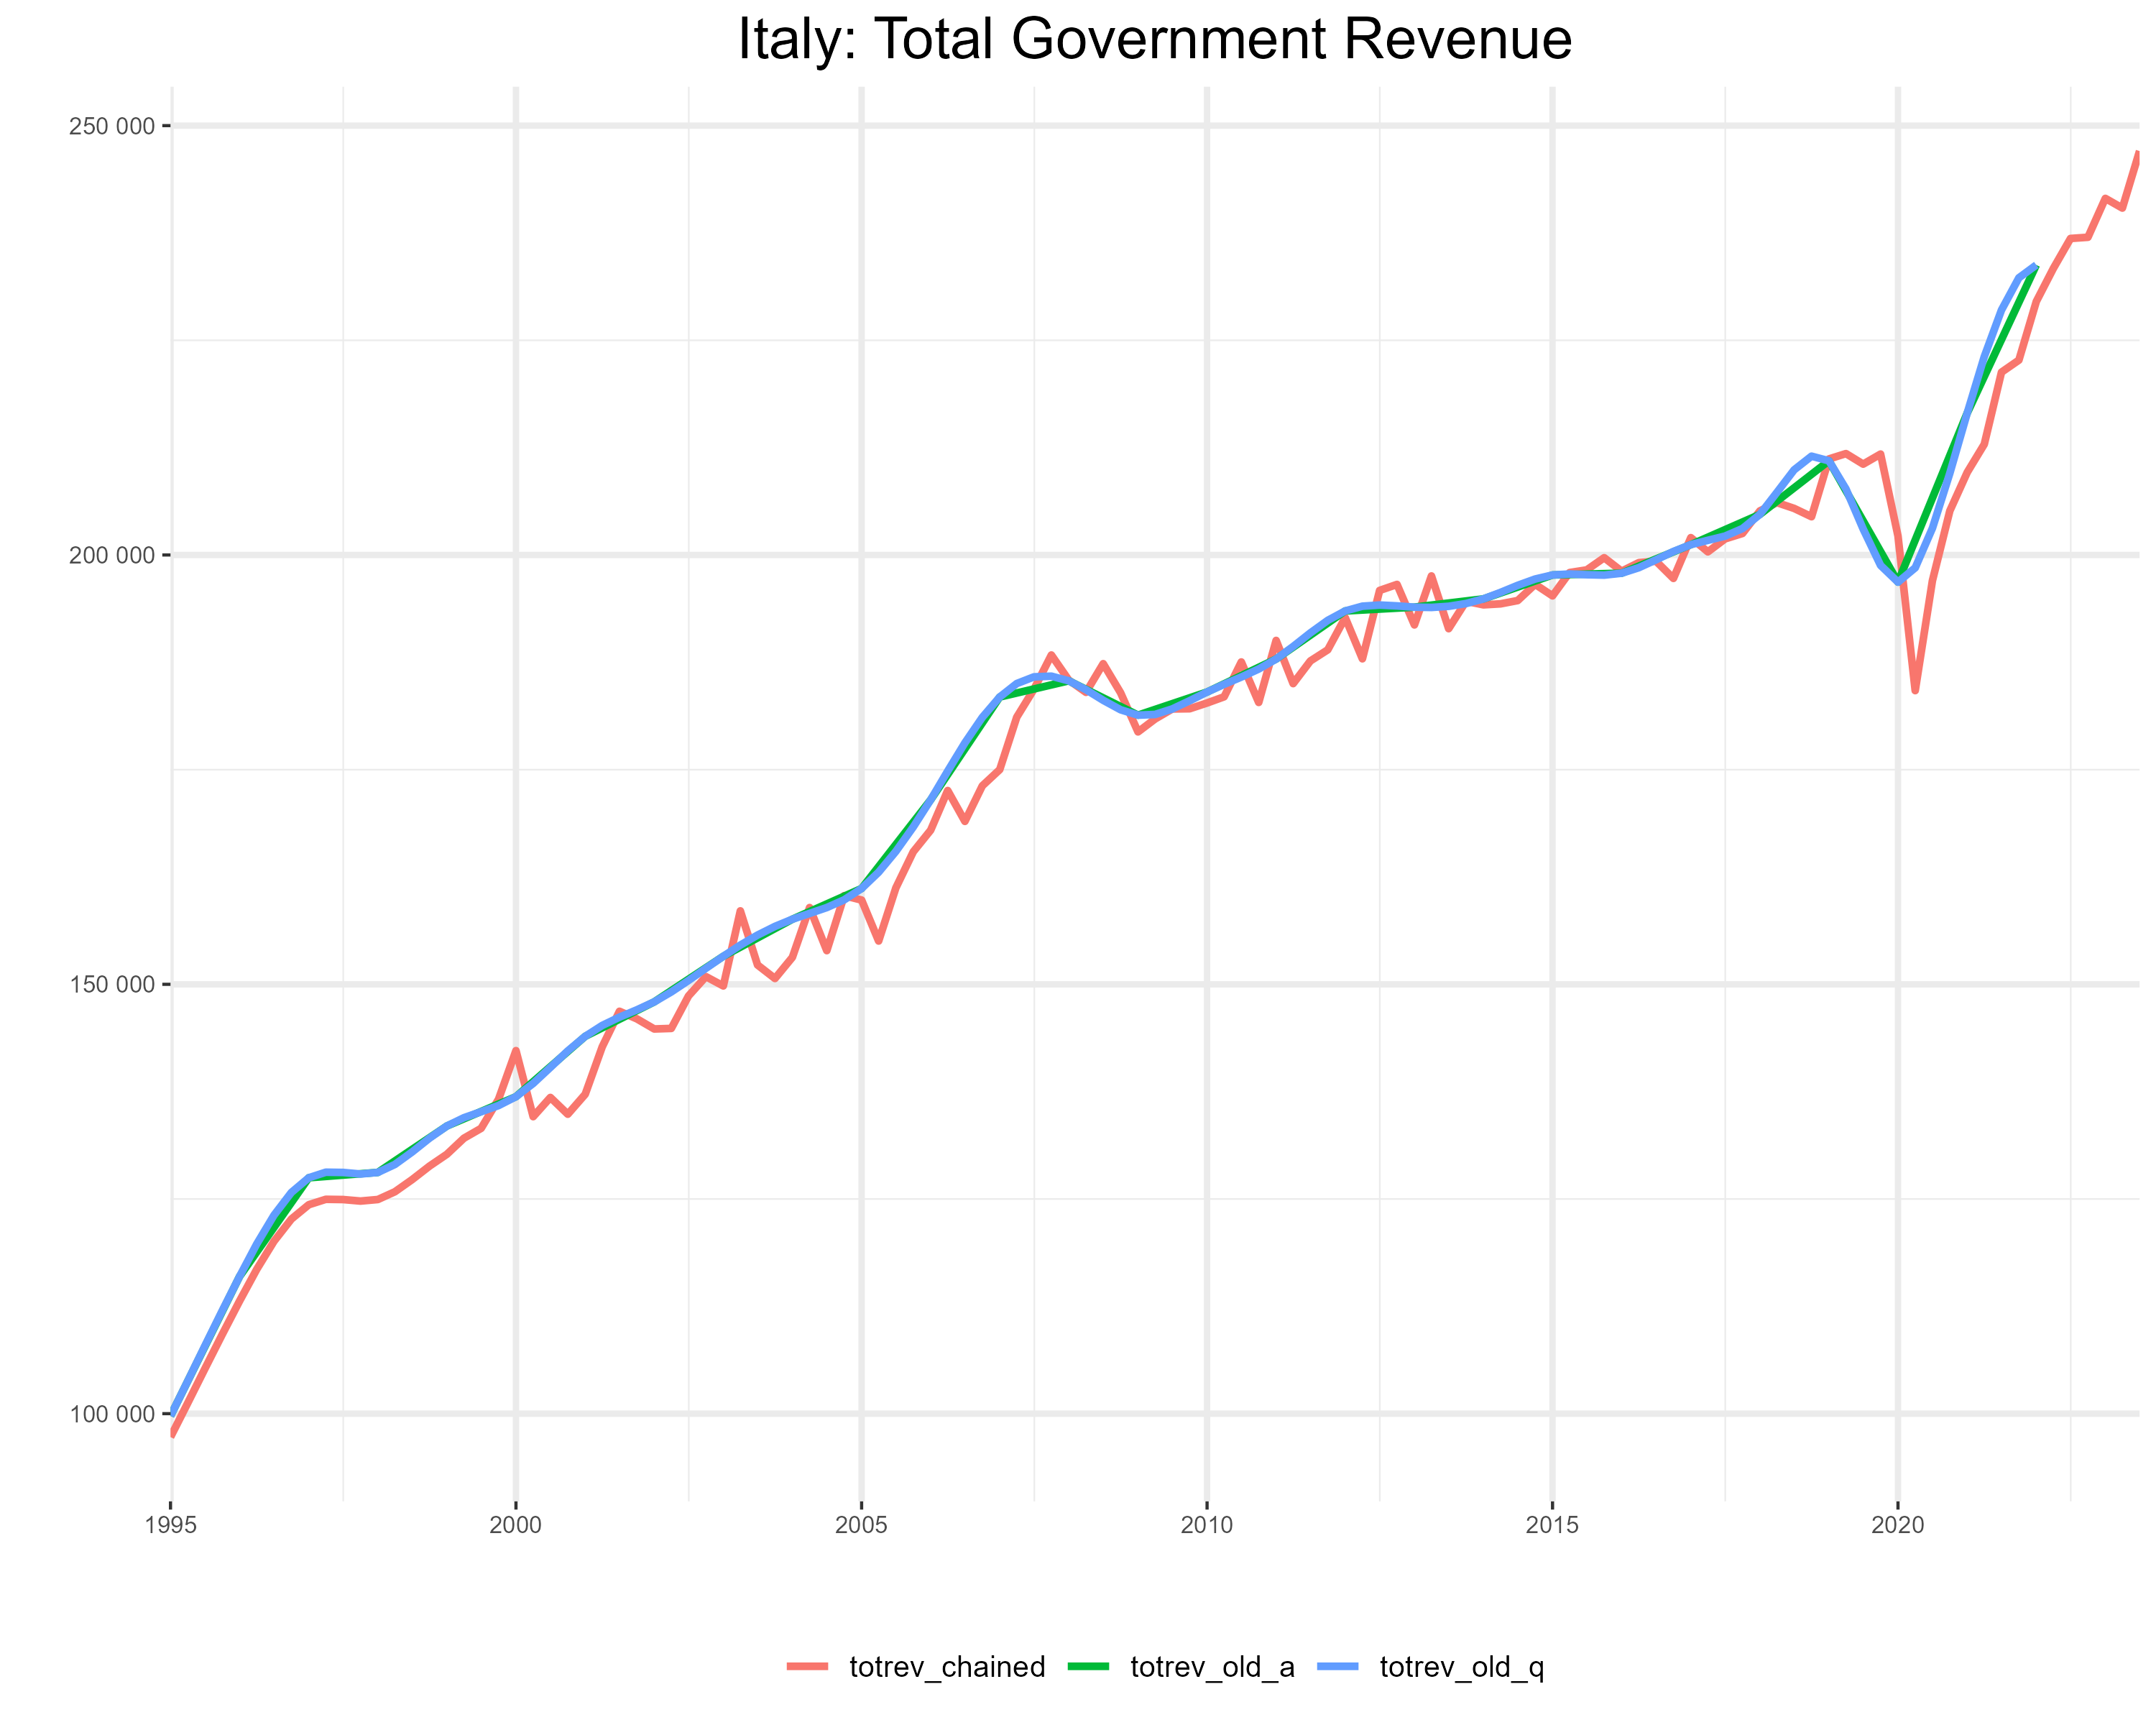 Italy: Total Government Revenue
250 000
200 000
150 000
100 000
1995 2000 2005 2010 2015 2020
totrev_chained totrev_old_a totrev_old_q